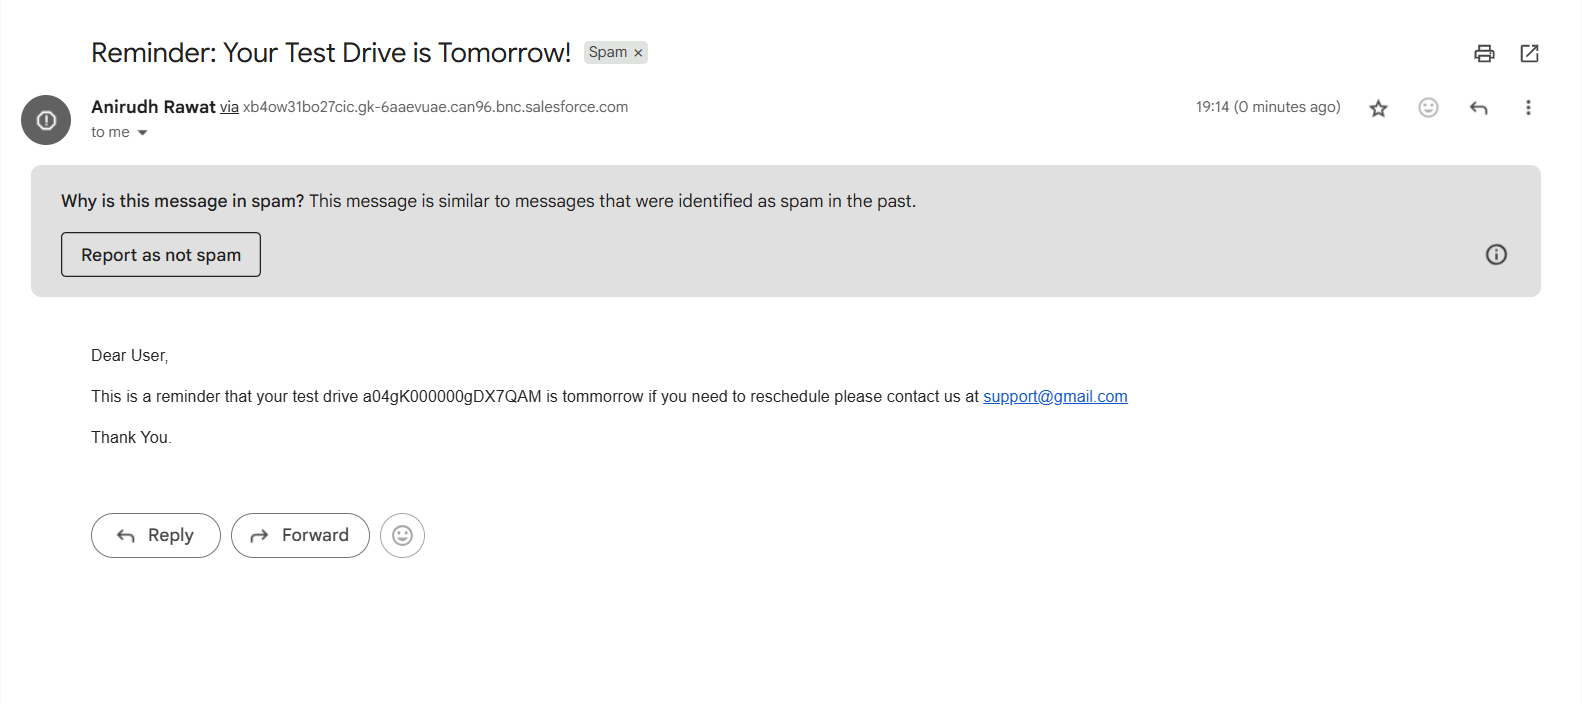 Reminder: Your Test Drive is Tomorrow! Spam ×
Anirudh Rawat via xb4ow31bo27cic.gk-6aaevuae.can96.bnc.salesforce.com 19:14 (0 minutes ago)
to me
Why is this message in spam? This message is similar to messages that were identified as spam in the past.
Report as not spam
Dear User,
This is a reminder that your test drive a04gK000000gDX7QAM is tommorrow if you need to reschedule please contact us at support@gmail.com
Thank You.
Reply Forward